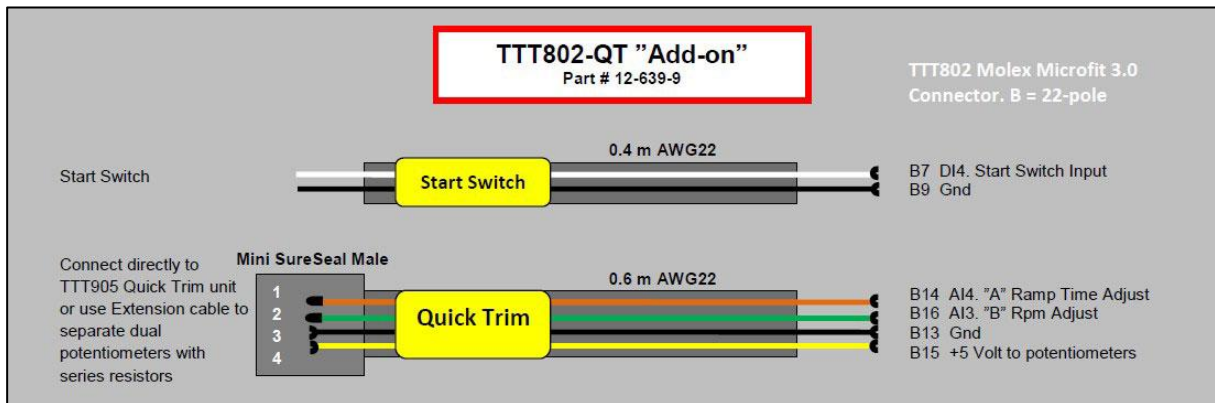 TTT802-QT ”Add-on”
Part # 12-639-9
TTT802 Molex Microfit 3.0
Connector. B = 22-pole
0.4 m AWG22
Start Switch
Start Switch
B7 DI4. Start Switch Input
B9 Gnd
Connect directly to
TTT905 Quick Trim unit
or use Extension cable to
separate dual
potentiometers with
series resistors
Mini SureSeal Male
1
2
3
4
0.6 m AWG22
Quick Trim
B14 AI4. ”A” Ramp Time Adjust
B16 AI3. ”B” Rpm Adjust
B13 Gnd
B15 +5 Volt to potentiometers